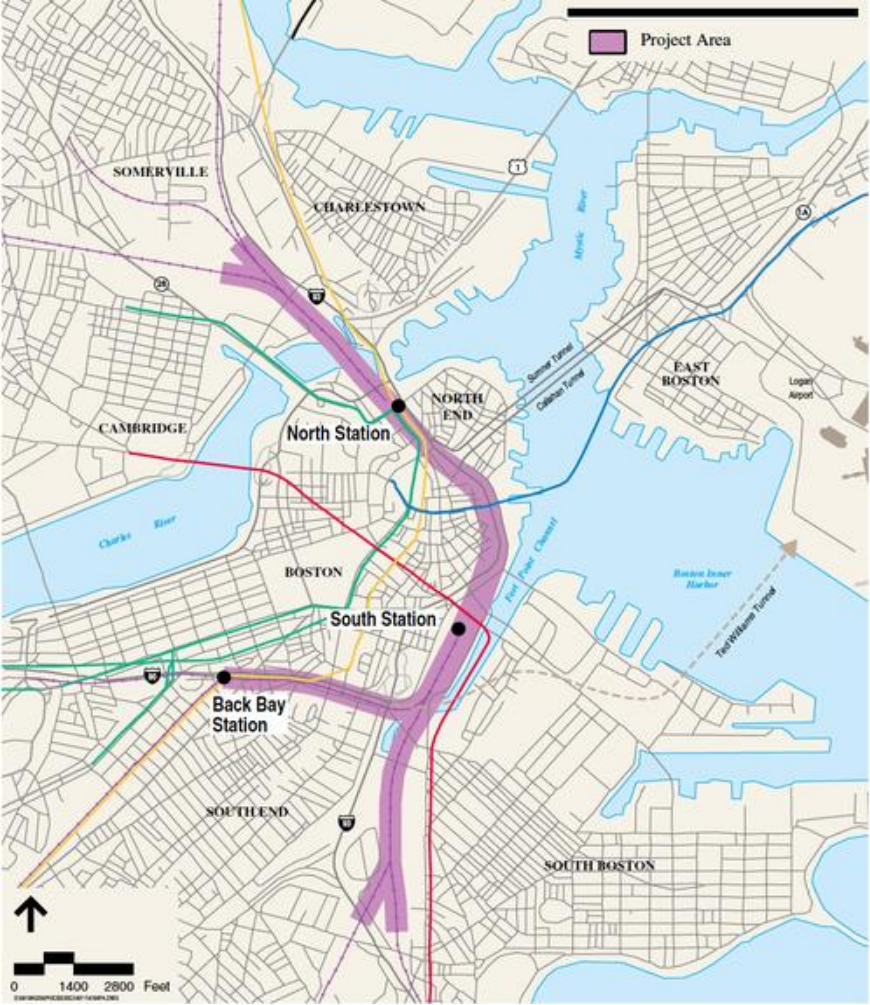 Project Area
1
SOMERVILLE
CHARLESTOWN
Mystic River
1A
28
93
Sumner Tunnel
Callahan Tunnel
EAST
BOSTON
Logan
Airport
NORTH
END
North Station
CAMBRIDGE
Charles River
BOSTON
Fort Point Channel
Boston Inner
Harbor
South Station
Ted Williams Tunnel
90
Back Bay
Station
SOUTH END
93
SOUTH BOSTON
0 1400 2800 Feet